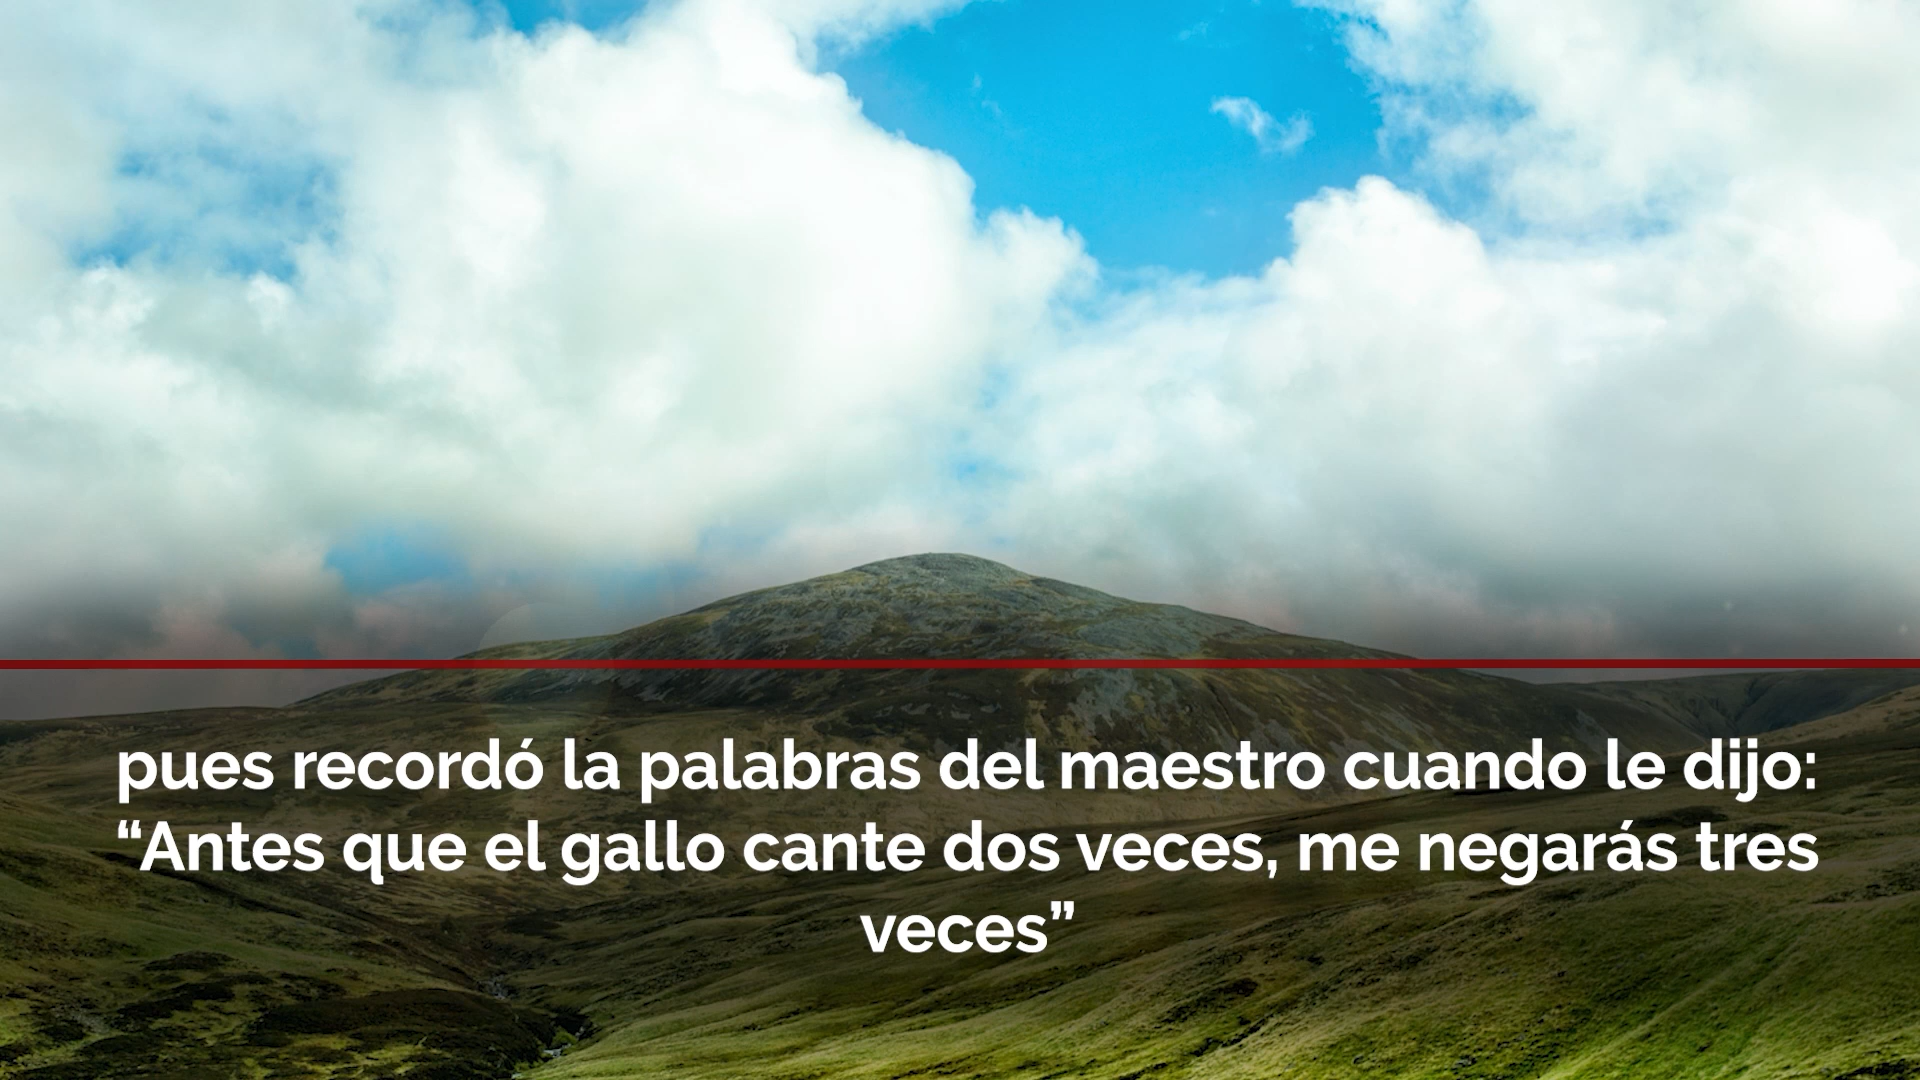 pues recordó la palabras del maestro cuando le dijo:
“Antes que el gallo cante dos veces, me negarás tres
veces”